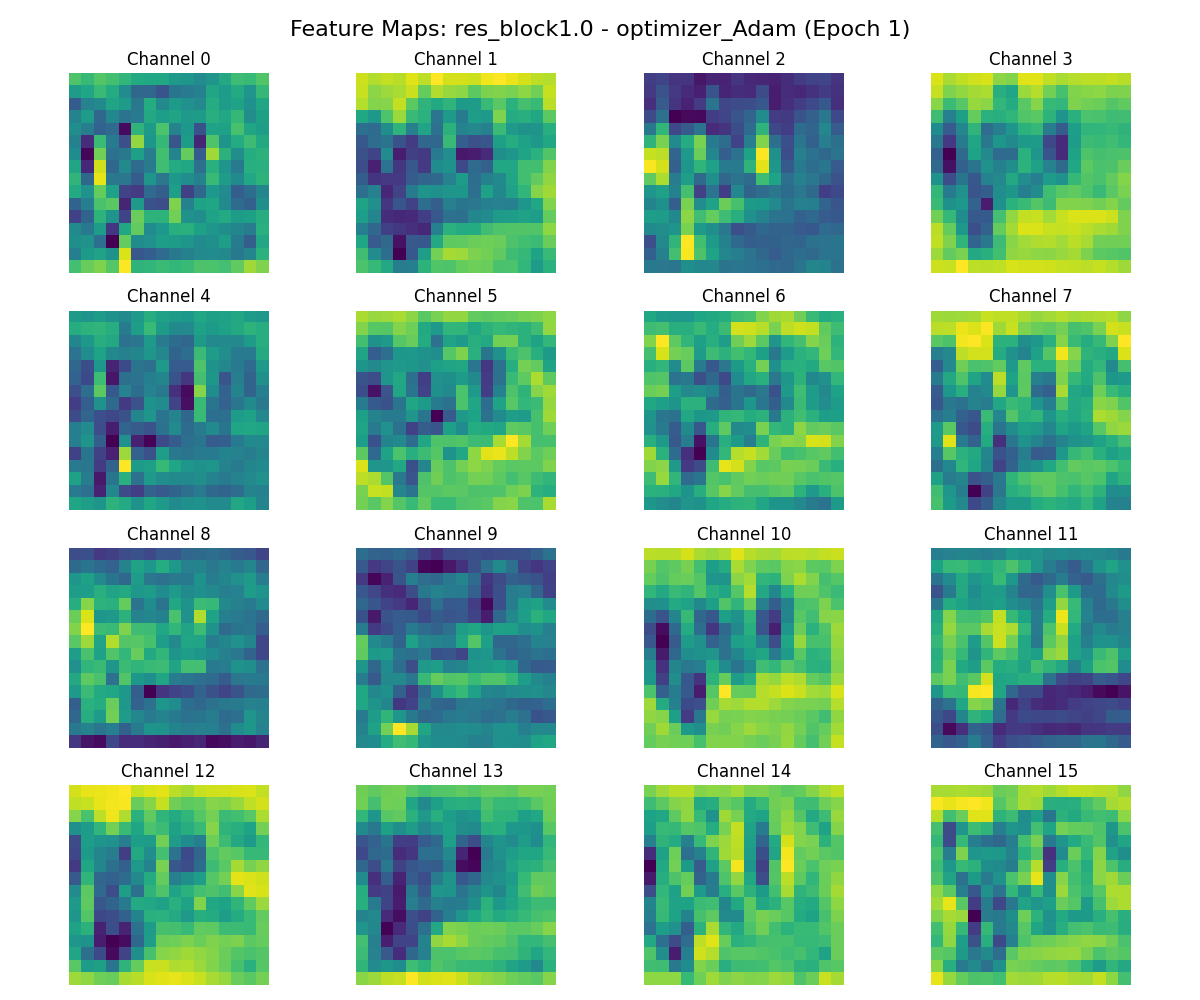 Feature Maps: res_block1.0 - optimizer_Adam (Epoch 1)
Channel 0
Channel 1
Channel 2
Channel 3
Channel 4
Channel 5
Channel 6
Channel 7
Channel 8
Channel 9
Channel 10
Channel 11
Channel 12
Channel 13
Channel 14
Channel 15